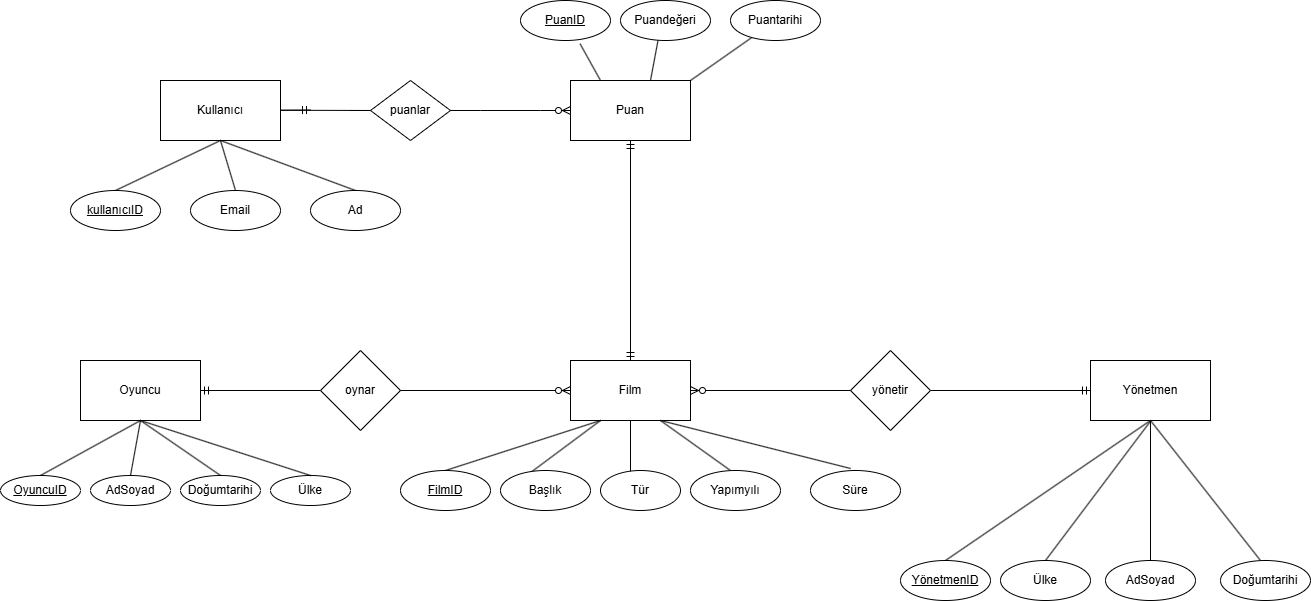 PuanID
Puandeğeri
Puantarihi
Kullanıcı
puanlar
Puan
kullanıcıID
Email
Ad
Oyuncu
oynar
Film
yönetir
Yönetmen
OyuncuID
AdSoyad
Doğumtarihi
Ülke
FilmID
Başlık
Tür
Yapımyılı
Süre
YönetmenID
Ülke
AdSoyad
Doğumtarihi